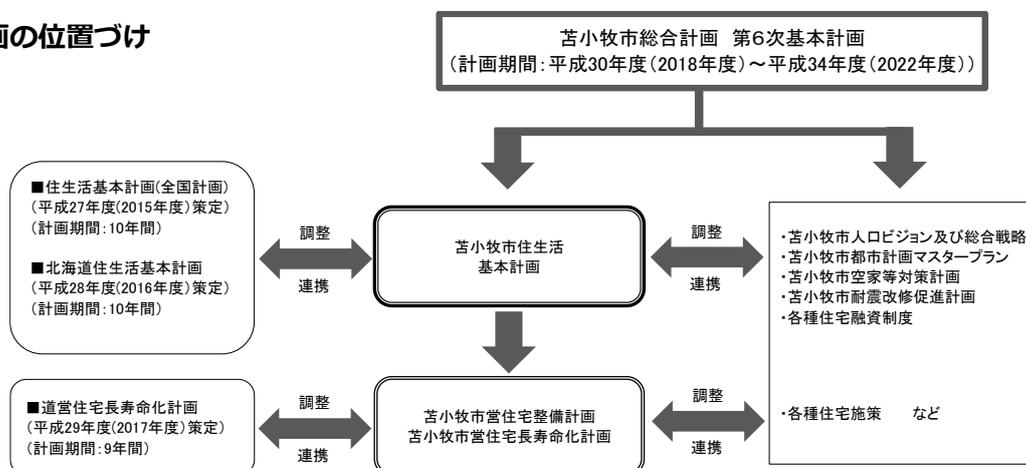 画の位置づけ
苫小牧市総合計画 第6次基本計画
(計画期間:平成30年度(2018年度)~平成34年度(2022年度))
■住生活基本計画(全国計画)
(平成27年度(2015年度)策定)
(計画期間:10年間)
■北海道住生活基本計画
(平成28年度(2016年度)策定)
(計画期間:10年間)
調整
連携
苫小牧市住生活
基本計画
調整
連携
・苫小牧市人口ビジョン及び総合戦略
・苫小牧市都市計画マスタープラン
・苫小牧市空家等対策計画
・苫小牧市耐震改修促進計画
・各種住宅融資制度
・各種住宅施策 など
■道営住宅長寿命化計画
(平成29年度(2017年度)策定)
(計画期間:9年間)
調整
連携
苫小牧市営住宅整備計画
苫小牧市営住宅長寿命化計画
調整
連携